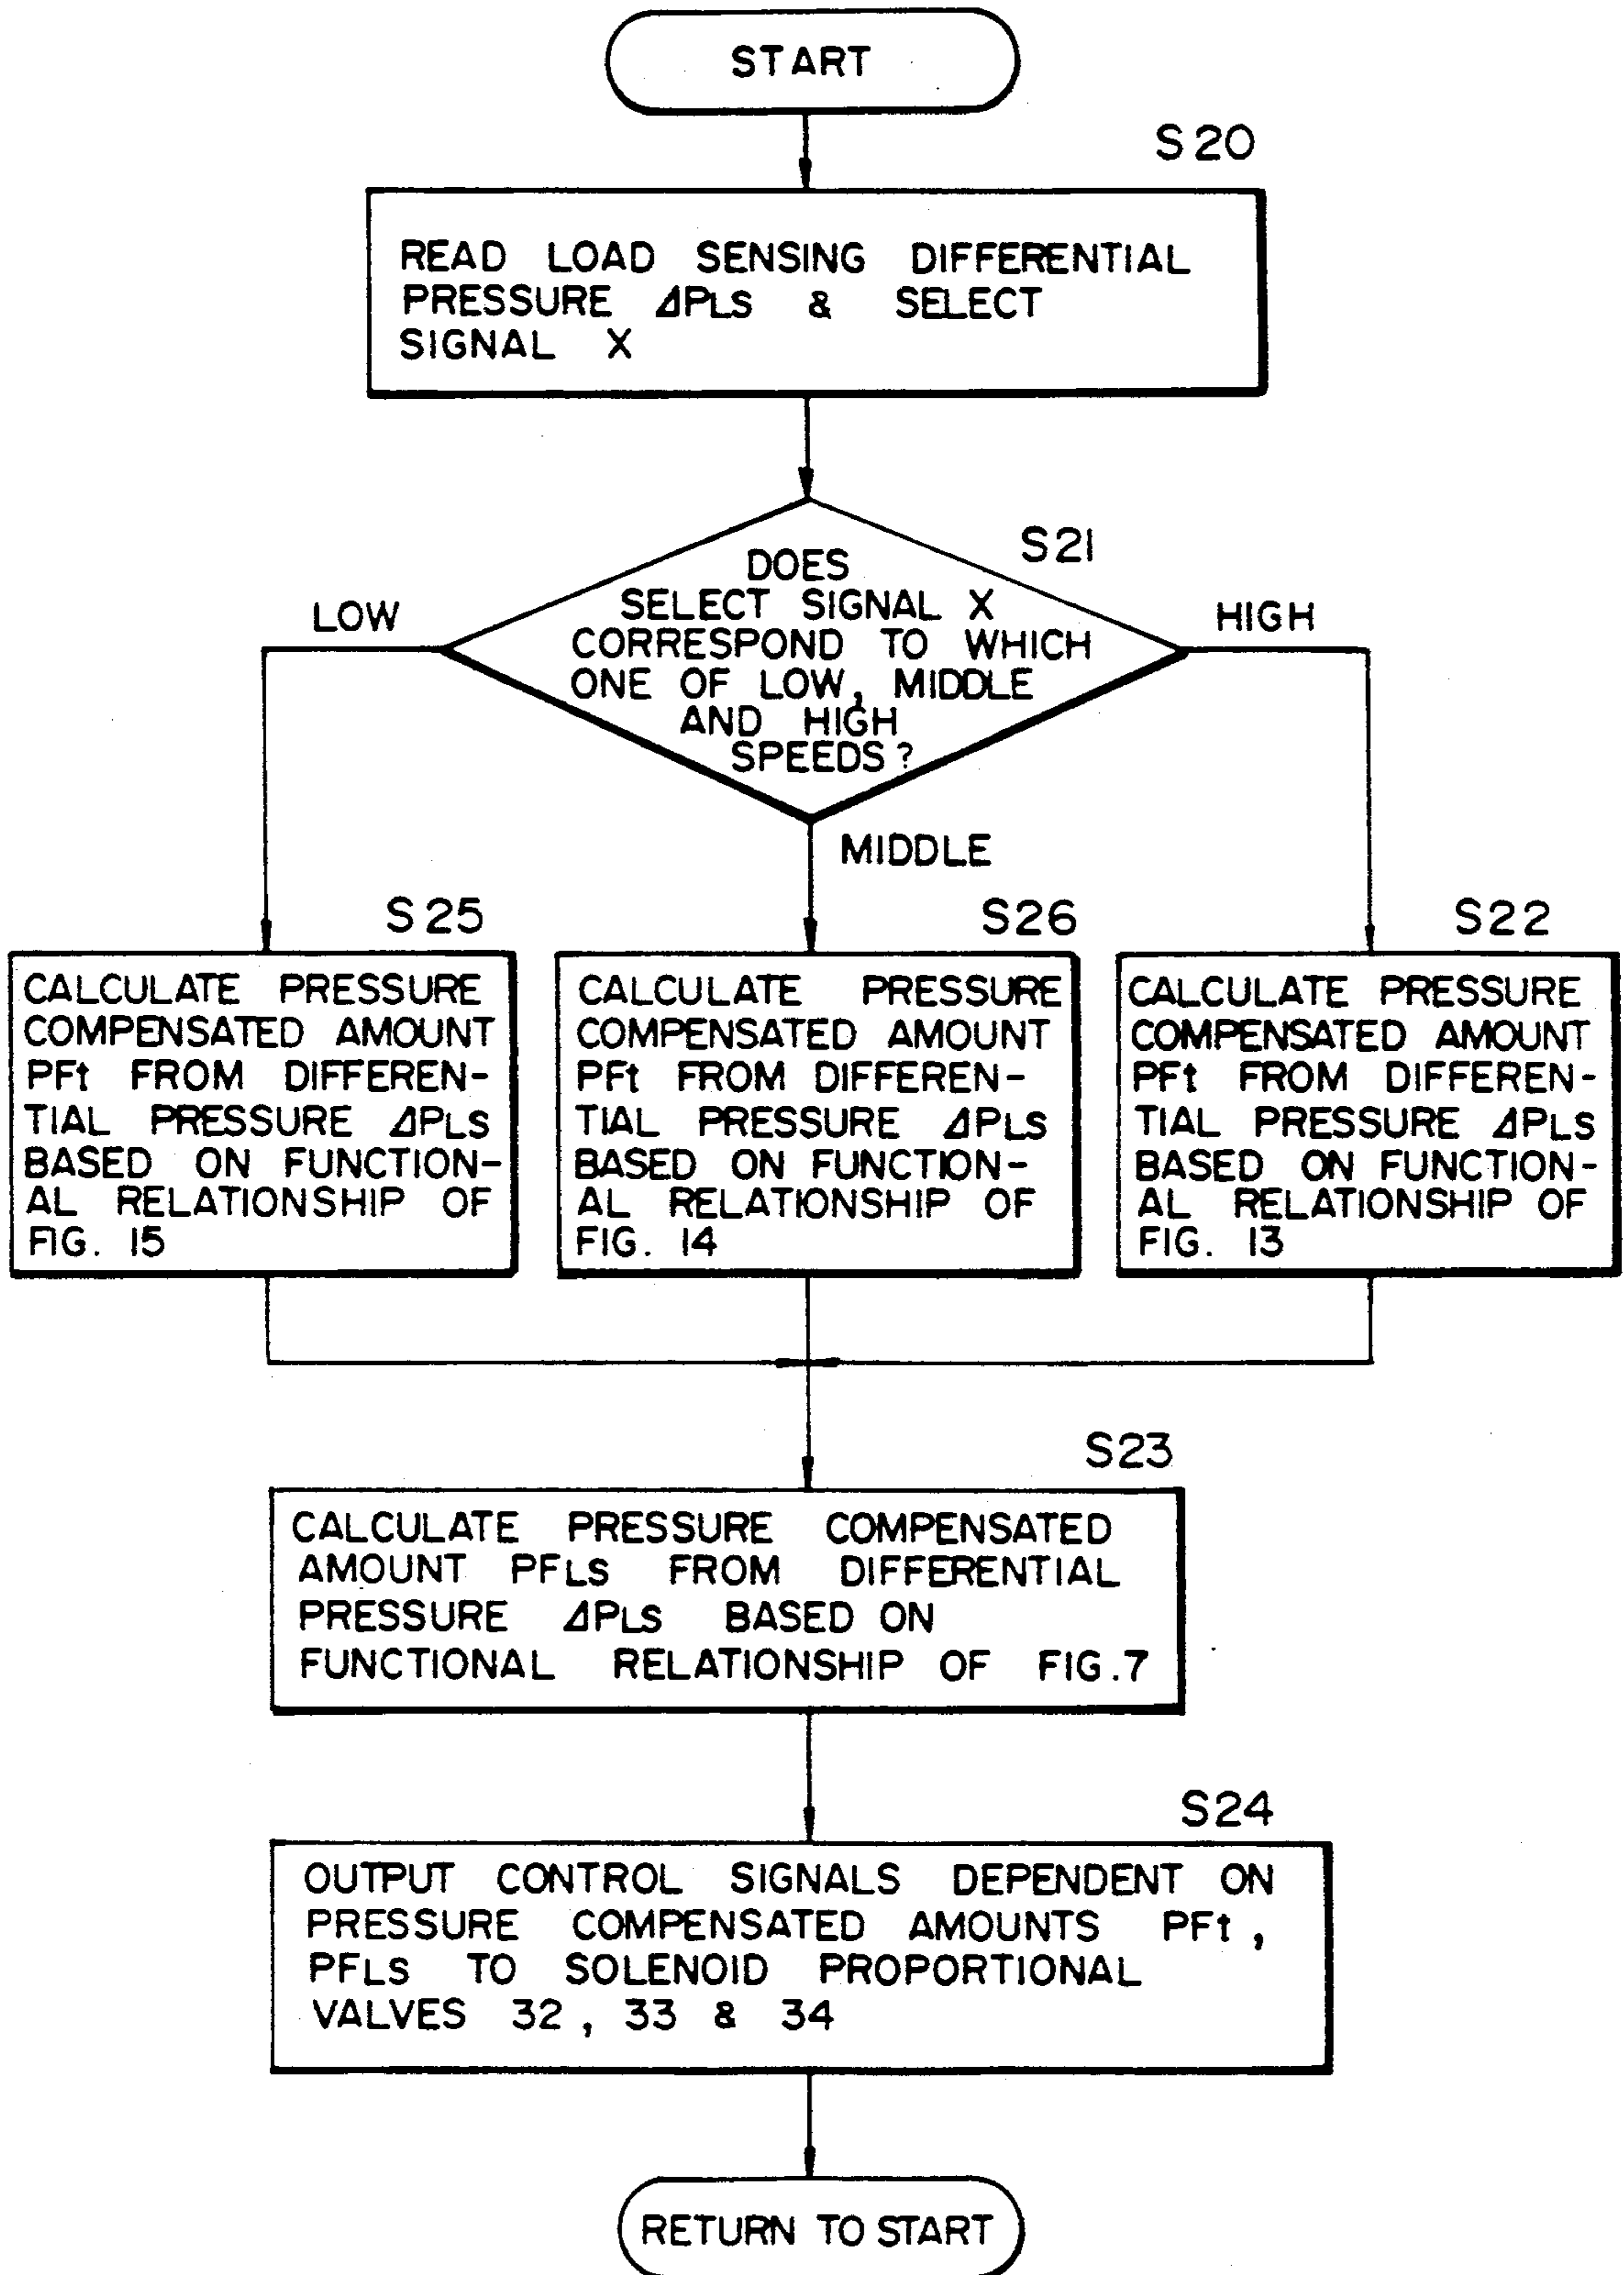 START
S20
READ LOAD SENSING DIFFERENTIAL
PRESSURE ΔPLS & SELECT
SIGNAL X
S21
DOES
SELECT SIGNAL X
CORRESPOND TO WHICH
ONE OF LOW, MIDDLE
AND HIGH
SPEEDS?
LOW
HIGH
MIDDLE
S25
CALCULATE PRESSURE
COMPENSATED AMOUNT
PFt FROM DIFFEREN-
TIAL PRESSURE ΔPLS
BASED ON FUNCTION-
AL RELATIONSHIP OF
FIG. 15
S26
CALCULATE PRESSURE
COMPENSATED AMOUNT
PFt FROM DIFFEREN-
TIAL PRESSURE ΔPLS
BASED ON FUNCTION-
AL RELATIONSHIP OF
FIG. 14
S22
CALCULATE PRESSURE
COMPENSATED AMOUNT
PFt FROM DIFFEREN-
TIAL PRESSURE ΔPLS
BASED ON FUNCTION-
AL RELATIONSHIP OF
FIG. 13
S23
CALCULATE PRESSURE COMPENSATED
AMOUNT PFLS FROM DIFFERENTIAL
PRESSURE ΔPLS BASED ON
FUNCTIONAL RELATIONSHIP OF FIG.7
S24
OUTPUT CONTROL SIGNALS DEPENDENT ON
PRESSURE COMPENSATED AMOUNTS PFt,
PFLS TO SOLENOID PROPORTIONAL
VALVES 32, 33 & 34
RETURN TO START